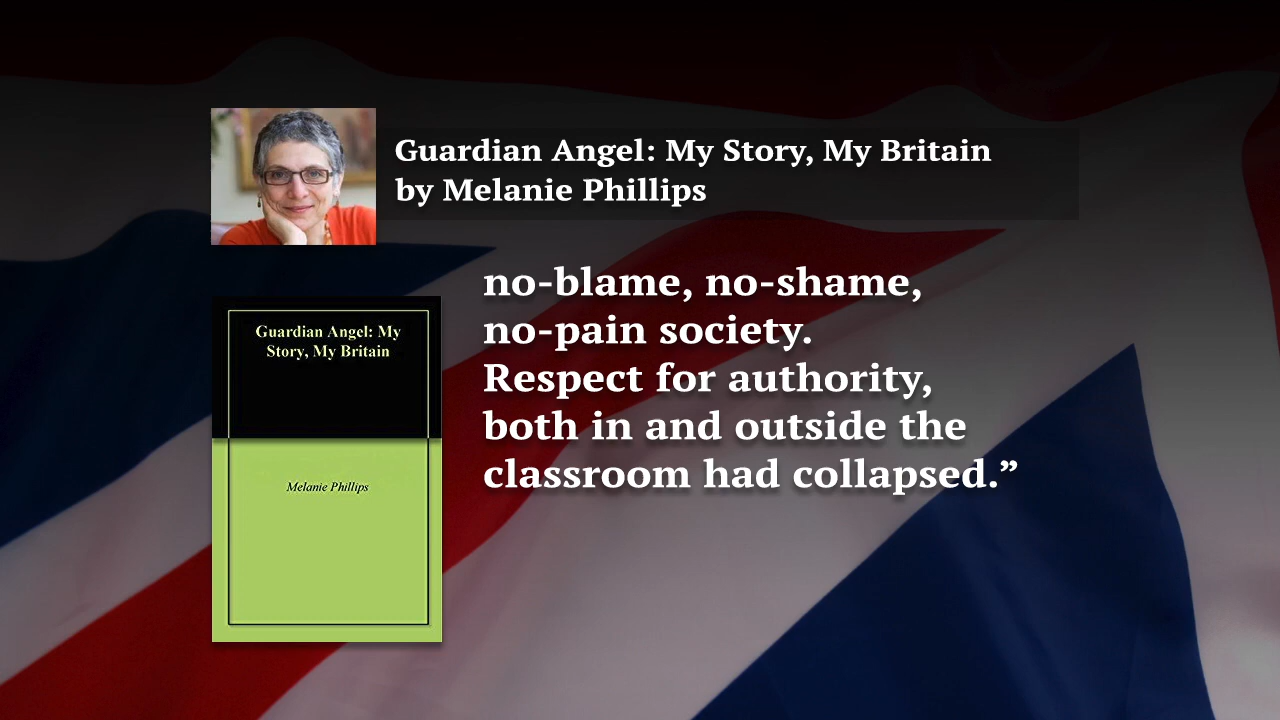 Guardian Angel: My Story, My Britain
by Melanie Phillips
no-blame, no-shame,
no-pain society.
Respect for authority,
both in and outside the
classroom had collapsed.”
Guardian Angel: My
Story, My Britain
Melanie Phillips